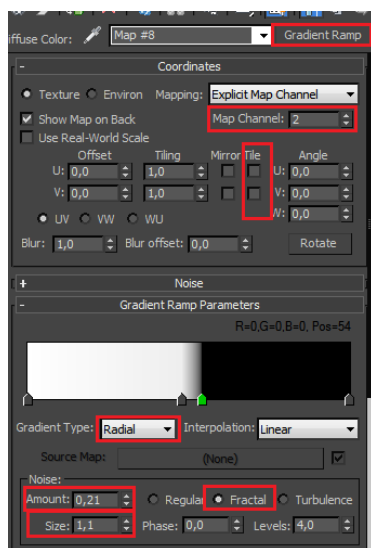 iffuse Color: Map #8 Gradient Ramp
- Coordinates
Texture Environ Mapping: Explicit Map Channel
Show Map on Back Map Channel: 2
Use Real-World Scale
Offset Tiling Mirror Tile Angle
U: 0,0 1,0 U: 0,0
V: 0,0 1,0 V: 0,0
UV VW WU W: 0,0
Blur: 1,0 Blur offset: 0,0 Rotate
+ Noise
- Gradient Ramp Parameters
R=0,G=0,B=0, Pos=54
Gradient Type: Radial Interpolation: Linear
Source Map: (None)
Noise:
Amount: 0,21 Regular Fractal Turbulence
Size: 1,1 Phase: 0,0 Levels: 4,0